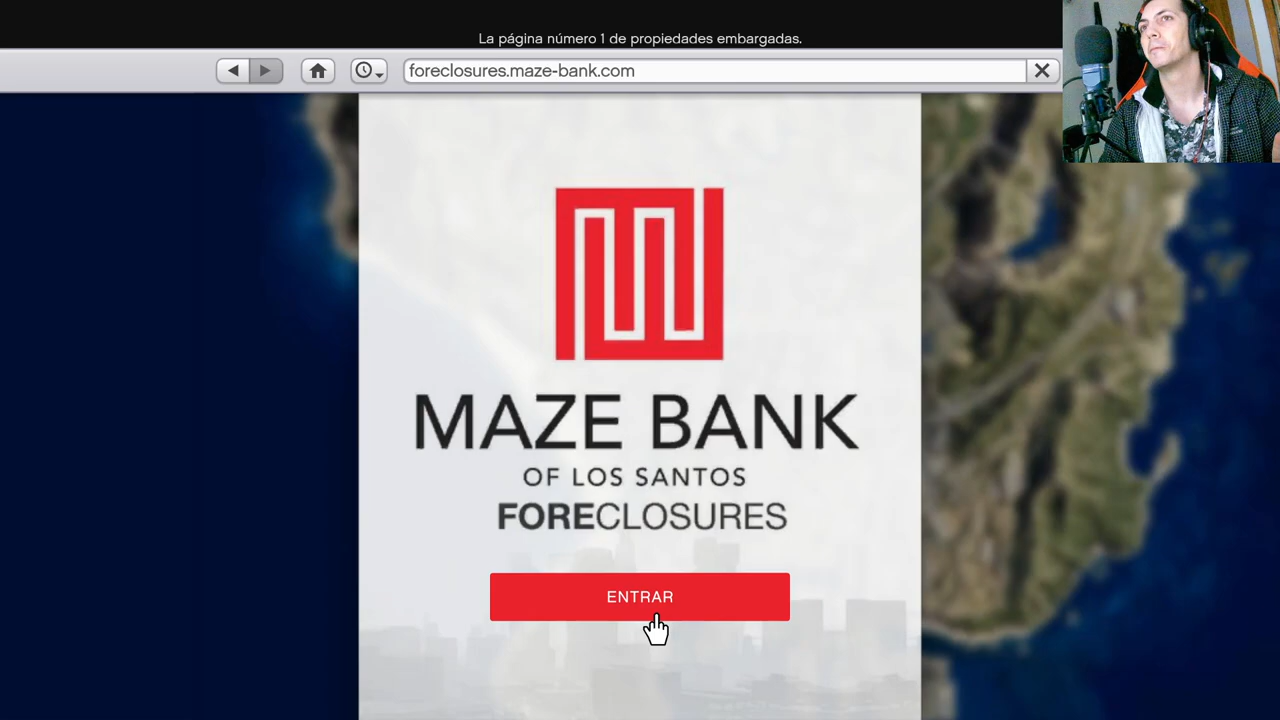 La página número 1 de propiedades embargadas.
foreclosures.maze-bank.com
MAZE BANK
OF LOS SANTOS
FORECLOSURES
ENTRAR